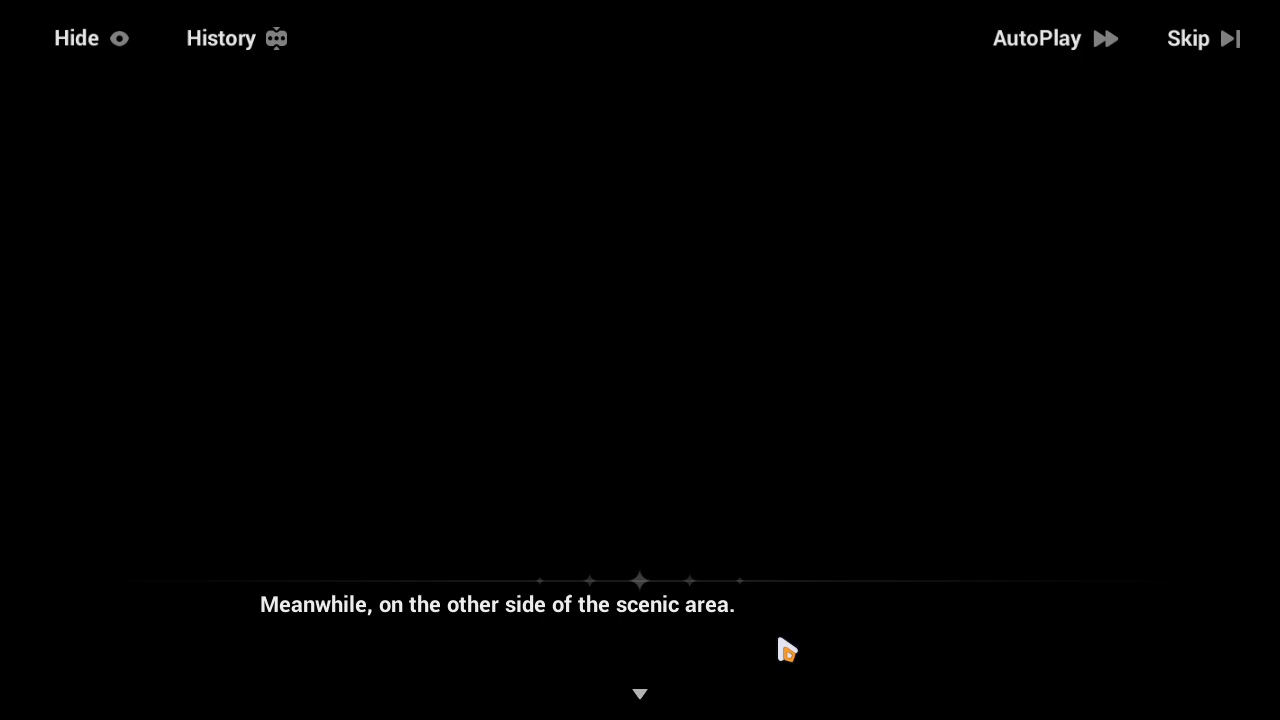 Hide
History
AutoPlay
Skip
Meanwhile, on the other side of the scenic area.